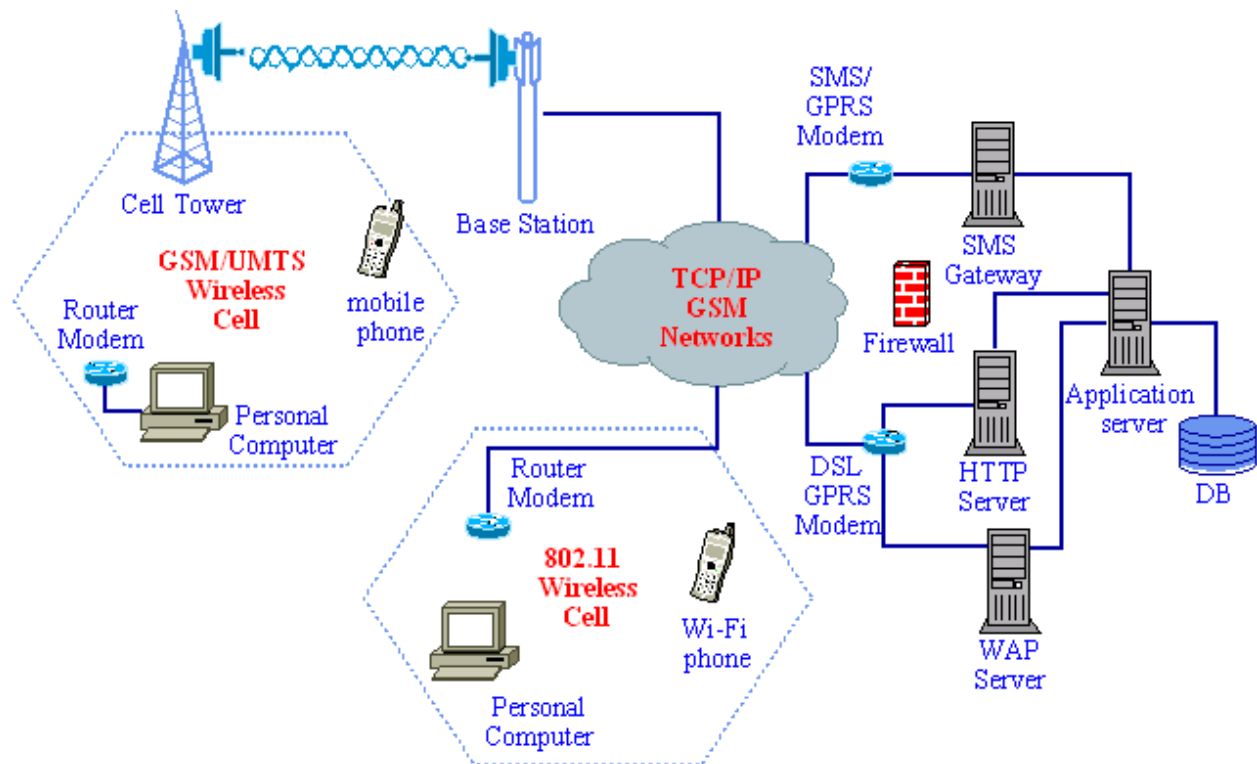 SMS/
GPRS
Modem
Cell Tower
Base Station
GSM/UMTS
Wireless
Cell
mobile
phone
Router
Modem
Personal
Computer
TCP/IP
GSM
Networks
SMS
Gateway
Firewall
Application
server
DB
HTTP
Server
DSL
GPRS
Modem
WAP
Server
Router
Modem
802.11
Wireless
Cell
Wi-Fi
phone
Personal
Computer